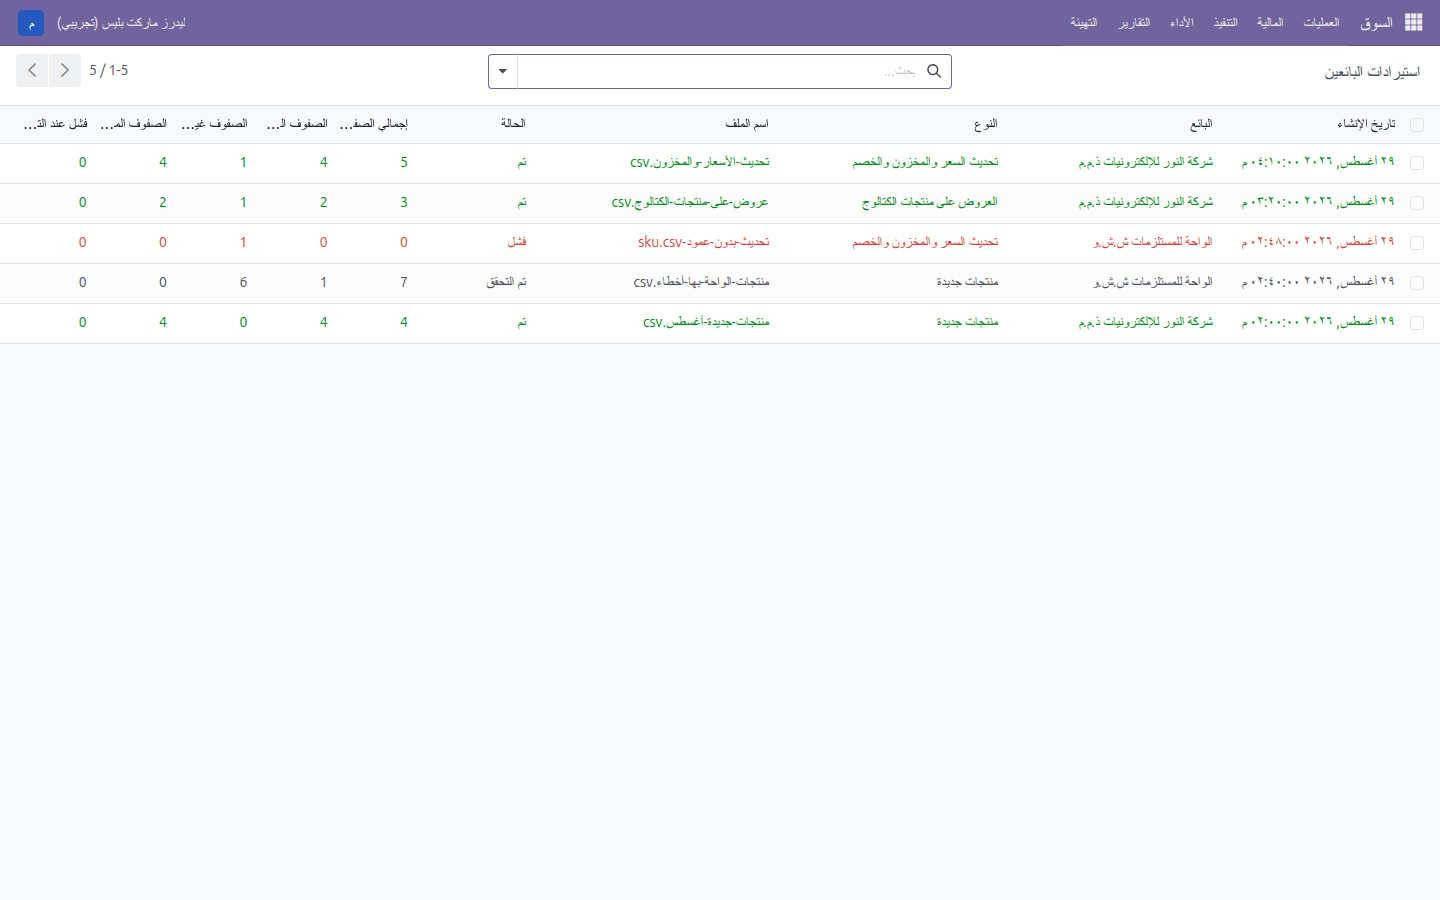 السوق العمليات المالية التنفيذ الأداء التقارير التهيئة ليدرز ماركت بليس (تجريبي) م
استيرادات البائعين بحث... 1-5 / 5
تاريخ الإنشاء البائع النوع اسم الملف الحالة إجمالي الصف... الصفوف الـ... الصفوف غي... الصفوف الم... فشل عند الت...
٢٩ أغسطس, ٢٠٢٦ ٠٤:١٠:٠٠ م شركة النور للإلكترونيات ذ.م.م تحديث السعر والمخزون والخصم تحديث-الأسعار-والمخزون.csv تم 5 4 1 4 0
٢٩ أغسطس, ٢٠٢٦ ٠٣:٢٠:٠٠ م شركة النور للإلكترونيات ذ.م.م العروض على منتجات الكتالوج عروض-على-منتجات-الكتالوج.csv تم 3 2 1 2 0
٢٩ أغسطس, ٢٠٢٦ ٠٢:٤٨:٠٠ م الواحة للمستلزمات ش.ش.و تحديث السعر والمخزون والخصم تحديث-بدون-عمود-sku.csv فشل 0 0 1 0 0
٢٩ أغسطس, ٢٠٢٦ ٠٢:٤٠:٠٠ م الواحة للمستلزمات ش.ش.و منتجات جديدة منتجات-الواحة-بها-أخطاء.csv تم التحقق 7 1 6 0 0
٢٩ أغسطس, ٢٠٢٦ ٠٢:٠٠:٠٠ م شركة النور للإلكترونيات ذ.م.م منتجات جديدة منتجات-جديدة-أغسطس.csv تم 4 4 0 4 0